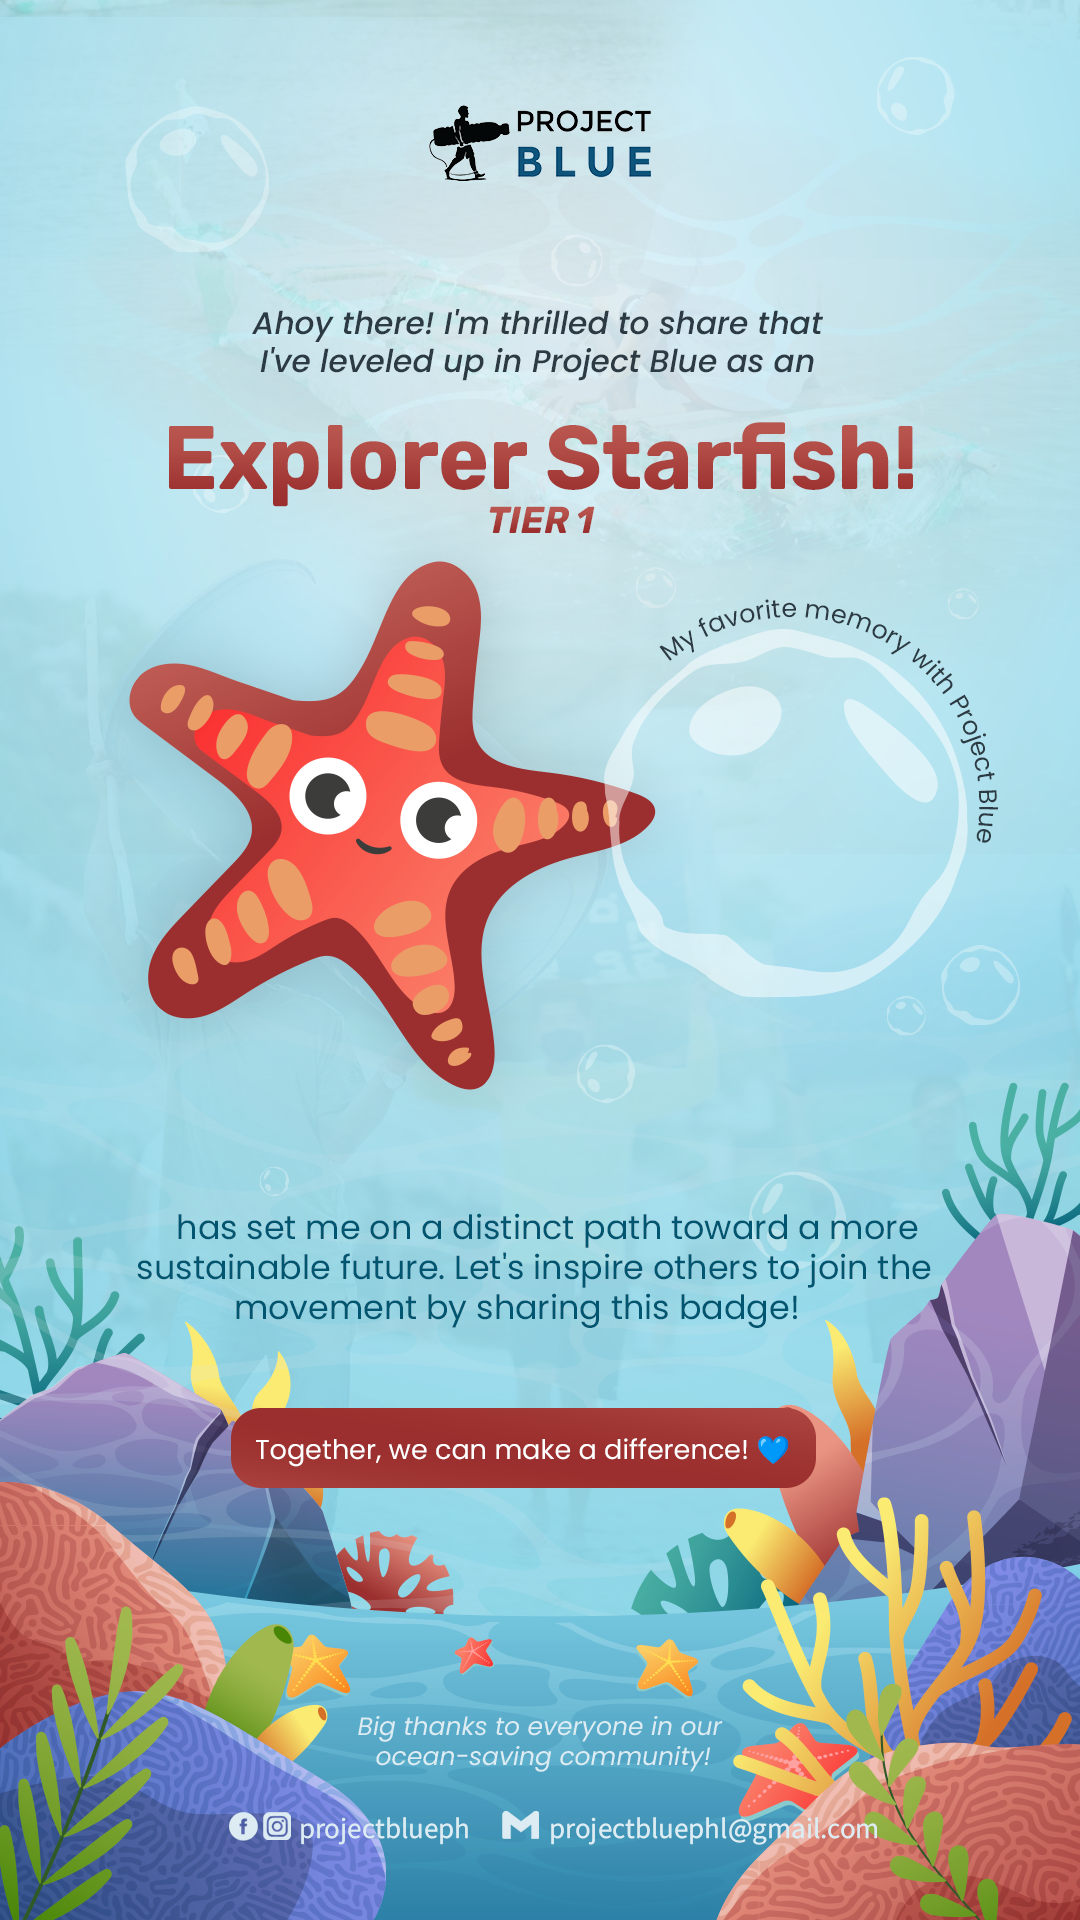 PROJECT
BLUE
Ahoy there! I'm thrilled to share that
I've leveled up in Project Blue as an
Explorer Starfish!
TIER 1
My favorite memory with Project Blue
has set me on a distinct path toward a more
sustainable future. Let's inspire others to join the
movement by sharing this badge!
Together, we can make a difference! 💙
Big thanks to everyone in our
ocean-saving community!
projectblueph projectbluephl@gmail.com